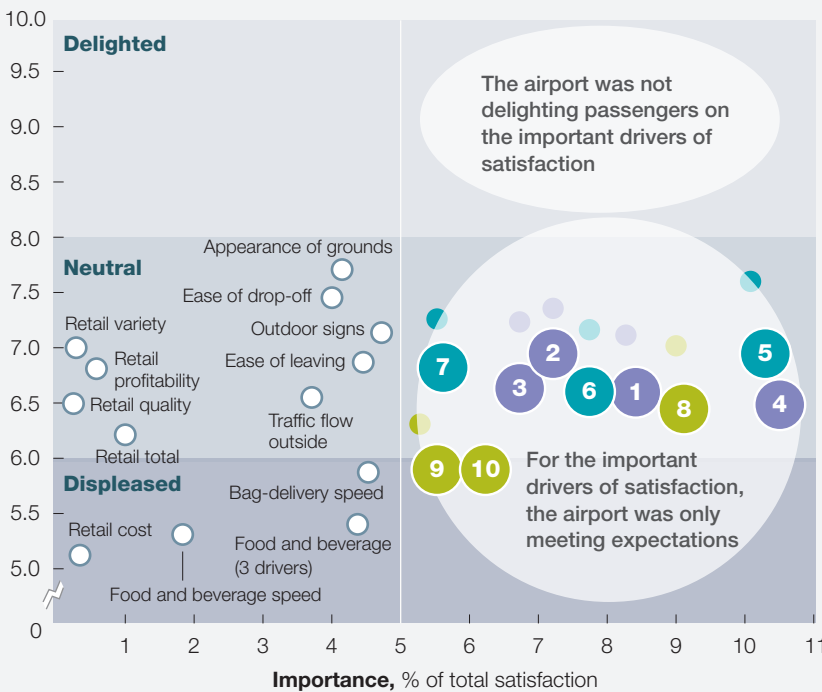 10.0
Delighted
9.5
9.0
8.5
8.0
7.5
7.0
6.5
6.0
5.5
5.0
0
The airport was not
delighting passengers on
the important drivers of
satisfaction
Neutral
Appearance of grounds
Ease of drop-off
Retail variety
Outdoor signs
Retail
profitability
Ease of leaving
Retail quality
Traffic flow
outside
Retail total
7
3
2
6
1
8
5
4
9
10
Displeased
Bag-delivery speed
Retail cost
Food and beverage
(3 drivers)
Food and beverage speed
For the important
drivers of satisfaction,
the airport was only
meeting expectations
1 2 3 4 5 6 7 8 9 10 11
Importance, % of total satisfaction